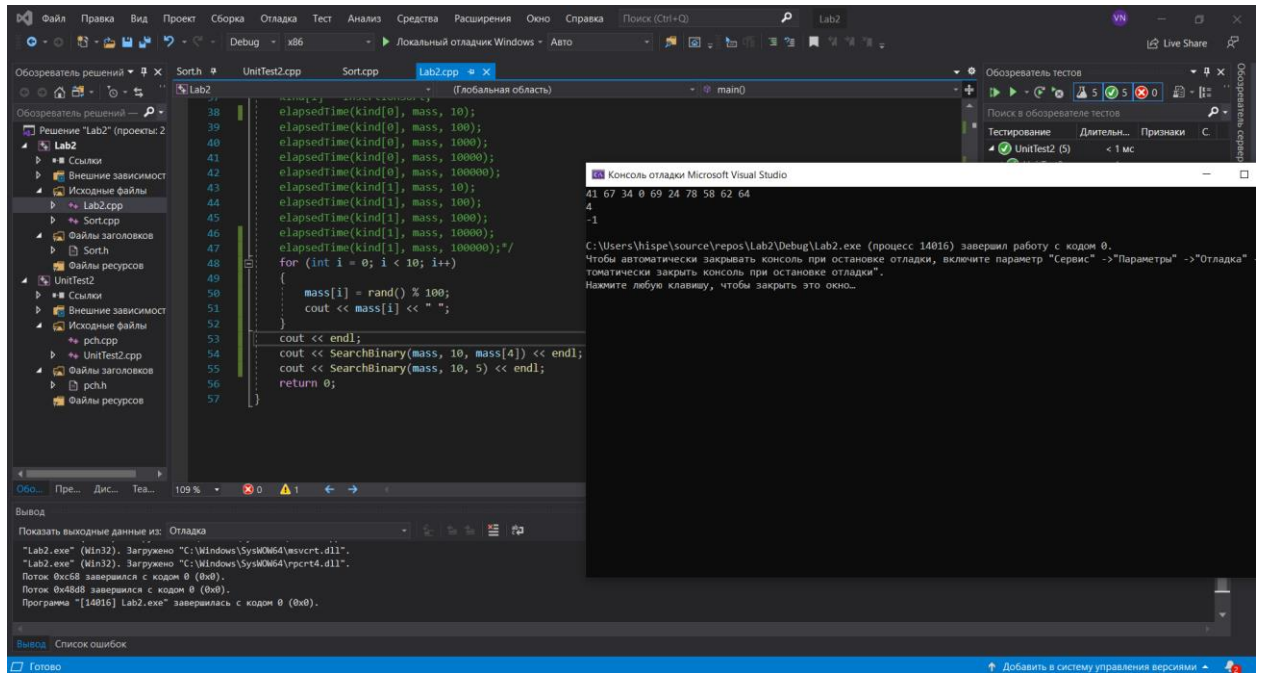 Файл Правка Вид Проект Сборка Отладка Тест Анализ Средства Расширения Окно Справка Поиск (Ctrl+Q) Lab2 VN
Debug x86 Локальный отладчик Windows Авто Live Share
Обозреватель решений
Обозреватель решений —
Решение "Lab2" (проекты: 2
Lab2
Ссылки
Внешние зависимост
Исходные файлы
Lab2.cpp
Sort.cpp
Файлы заголовков
Sort.h
Файлы ресурсов
UnitTest2
Ссылки
Внешние зависимост
Исходные файлы
pch.cpp
UnitTest2.cpp
Файлы заголовков
pch.h
Файлы ресурсов
Обо... Пре... Дис... Теа...
Sort.h UnitTest2.cpp Sort.cpp Lab2.cpp
Lab2 (Глобальная область) main()
38 elapsedTime(kind[0], mass, 10);
39 elapsedTime(kind[0], mass, 100);
40 elapsedTime(kind[0], mass, 1000);
41 elapsedTime(kind[0], mass, 10000);
42 elapsedTime(kind[0], mass, 100000);
43 elapsedTime(kind[1], mass, 10);
44 elapsedTime(kind[1], mass, 100);
45 elapsedTime(kind[1], mass, 1000);
46 elapsedTime(kind[1], mass, 10000);
47 elapsedTime(kind[1], mass, 100000);*/
48 for (int i = 0; i < 10; i++)
49 {
50 mass[i] = rand() % 100;
51 cout << mass[i] << " ";
52 }
53 cout << endl;
54 cout << SearchBinary(mass, 10, mass[4]) << endl;
55 cout << SearchBinary(mass, 10, 5) << endl;
56 return 0;
57 }
109 % 0 1
Обозреватель тестов
5 5 0
Поиск в обозревателе тестов
Тестирование Длительн... Признаки С.
UnitTest2 (5) < 1 мс
Консоль отладки Microsoft Visual Studio
41 67 34 0 69 24 78 58 62 64
4
-1
C:\Users\hispe\source\repos\Lab2\Debug\Lab2.exe (процесс 14016) завершил работу с кодом 0.
Чтобы автоматически закрывать консоль при остановке отладки, включите параметр "Сервис" ->"Параметры" ->"Отладка" -
томатически закрыть консоль при остановке отладки".
Нажмите любую клавишу, чтобы закрыть это окно…
Вывод
Показать выходные данные из: Отладка
"Lab2.exe" (Win32). Загружено "C:\Windows\SysWOW64\msvcrt.dll".
"Lab2.exe" (Win32). Загружено "C:\Windows\SysWOW64\rpcrt4.dll".
Поток 0xc68 завершился с кодом 0 (0x0).
Поток 0x48d8 завершился с кодом 0 (0x0).
Программа "[14016] Lab2.exe" завершилась с кодом 0 (0x0).
Вывод Список ошибок
Готово Добавить в систему управления версиями 2